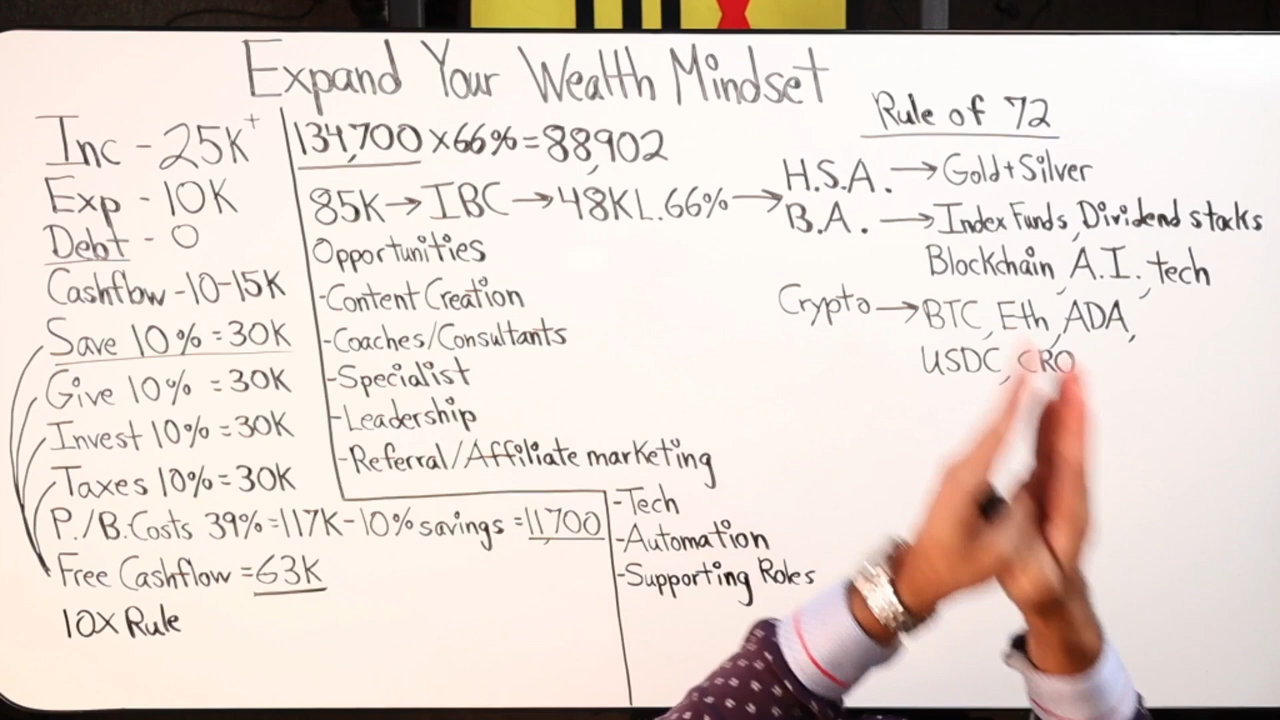 Expand Your Wealth Mindset
Inc - 25K+
Exp - 10K
Debt - 0
Cashflow - 10-15K
Save 10% = 30K
Give 10% = 30K
Invest 10% = 30K
Taxes 10% = 30K
P./B. Costs 39% = 117K - 10% savings = 11,700
Free Cashflow = 63K
10X Rule
134,700 x 66% = 88,902
85K → IBC → 48K L. 66% →
Opportunities
- Content Creation
- Coaches/Consultants
- Specialist
- Leadership
- Referral/Affiliate marketing
- Tech
- Automation
- Supporting Roles
Rule of 72
H.S.A. → Gold + Silver
B.A. → Index Funds, Dividend stocks
Blockchain, A.I., tech
Crypto → BTC, Eth, ADA,
USDC, CRO